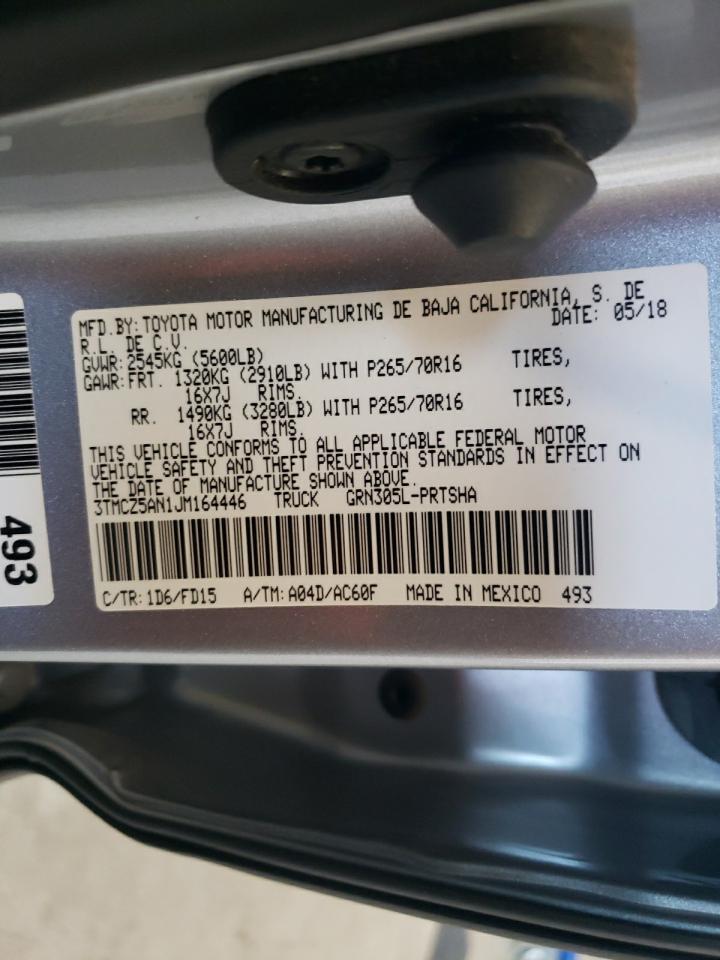 MFD.BY:TOYOTA MOTOR MANUFACTURING DE BAJA CALIFORNIA, S. DE
R L. DE C.V. DATE: 05/18
GVWR:2545KG (5600LB)
GAWR:FRT. 1320KG (2910LB) WITH P265/70R16 TIRES,
16X7J RIMS.
RR. 1490KG (3280LB) WITH P265/70R16 TIRES,
16X7J RIMS.
THIS VEHICLE CONFORMS TO ALL APPLICABLE FEDERAL MOTOR
VEHICLE SAFETY AND THEFT PREVENTION STANDARDS IN EFFECT ON
THE DATE OF MANUFACTURE SHOWN ABOVE.
3TMCZ5AN1JM164446 TRUCK GRN305L-PRTSHA
C/TR:1D6/FD15 A/TM:A04D/AC60F MADE IN MEXICO 493
493